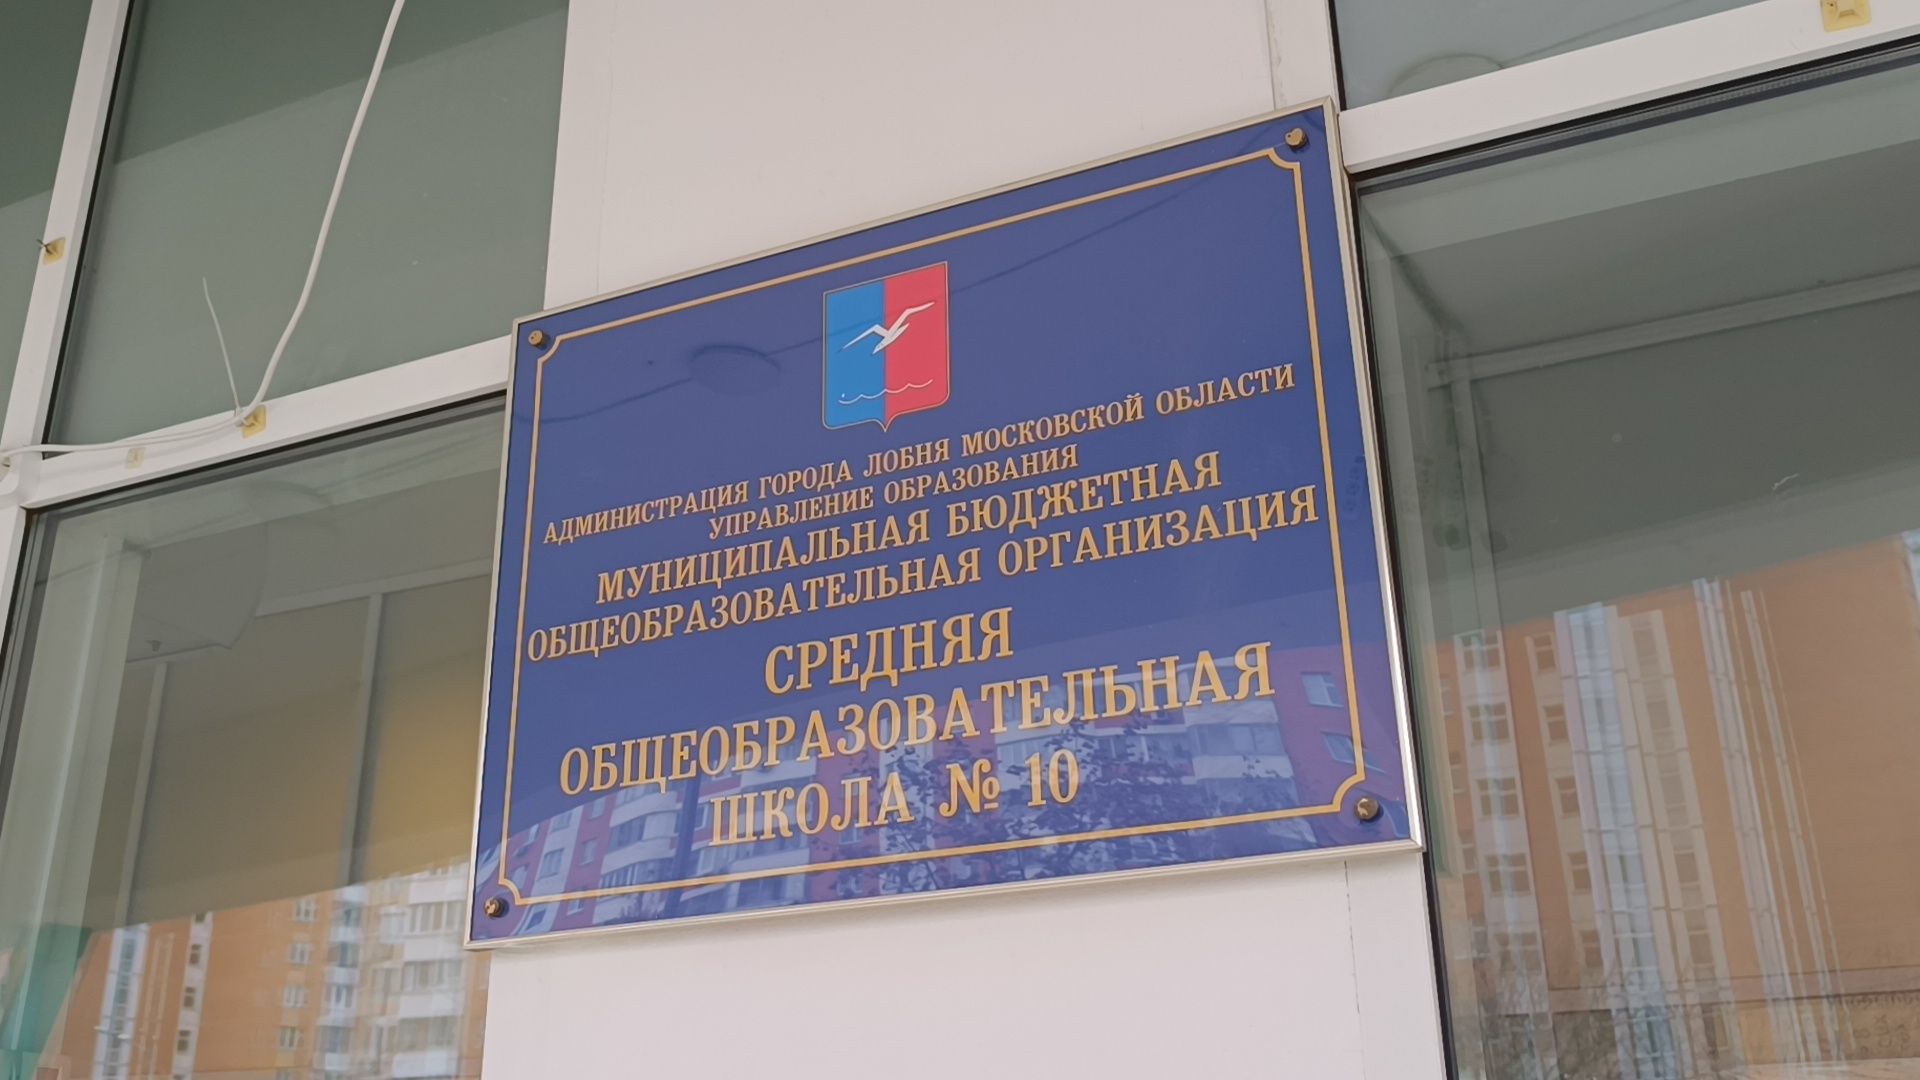 АДМИНИСТРАЦИЯ ГОРОДА ЛОБНЯ МОСКОВСКОЙ ОБЛАСТИ
УПРАВЛЕНИЕ ОБРАЗОВАНИЯ
МУНИЦИПАЛЬНАЯ БЮДЖЕТНАЯ
ОБЩЕОБРАЗОВАТЕЛЬНАЯ ОРГАНИЗАЦИЯ
СРЕДНЯЯ
ОБЩЕОБРАЗОВАТЕЛЬНАЯ
ШКОЛА № 10